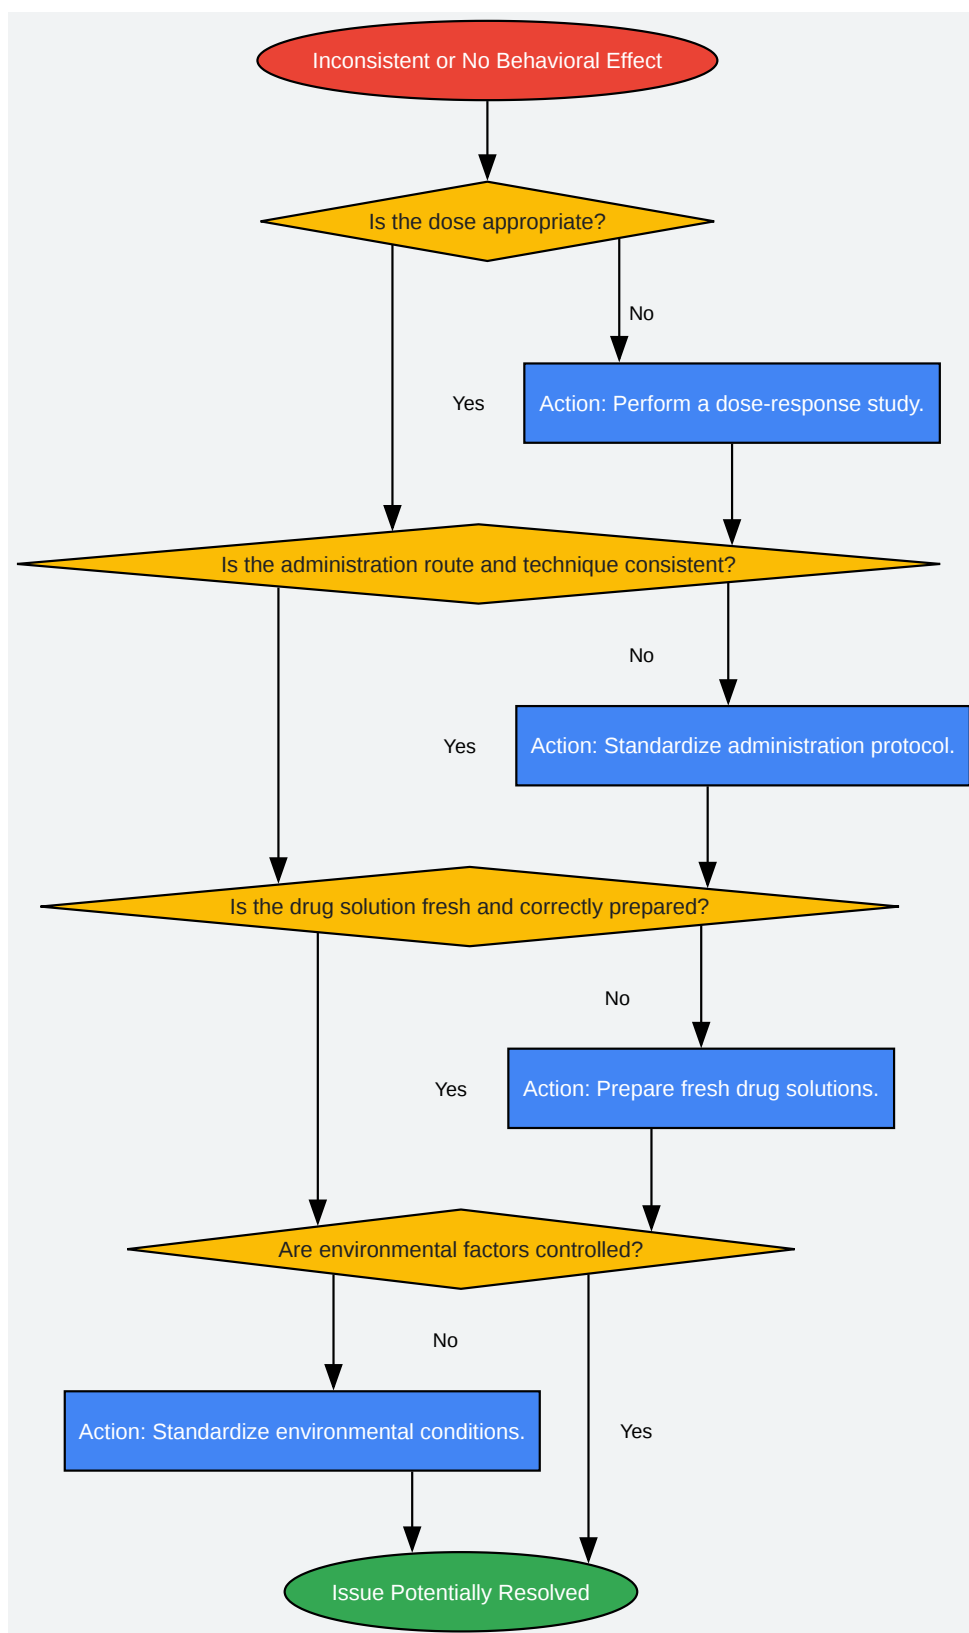 Inconsistent or No Behavioral Effect
Is the dose appropriate?
No
Yes
Action: Perform a dose-response study.
Is the administration route and technique consistent?
No
Yes
Action: Standardize administration protocol.
Is the drug solution fresh and correctly prepared?
No
Yes
Action: Prepare fresh drug solutions.
Are environmental factors controlled?
No
Action: Standardize environmental conditions.
Yes
Issue Potentially Resolved